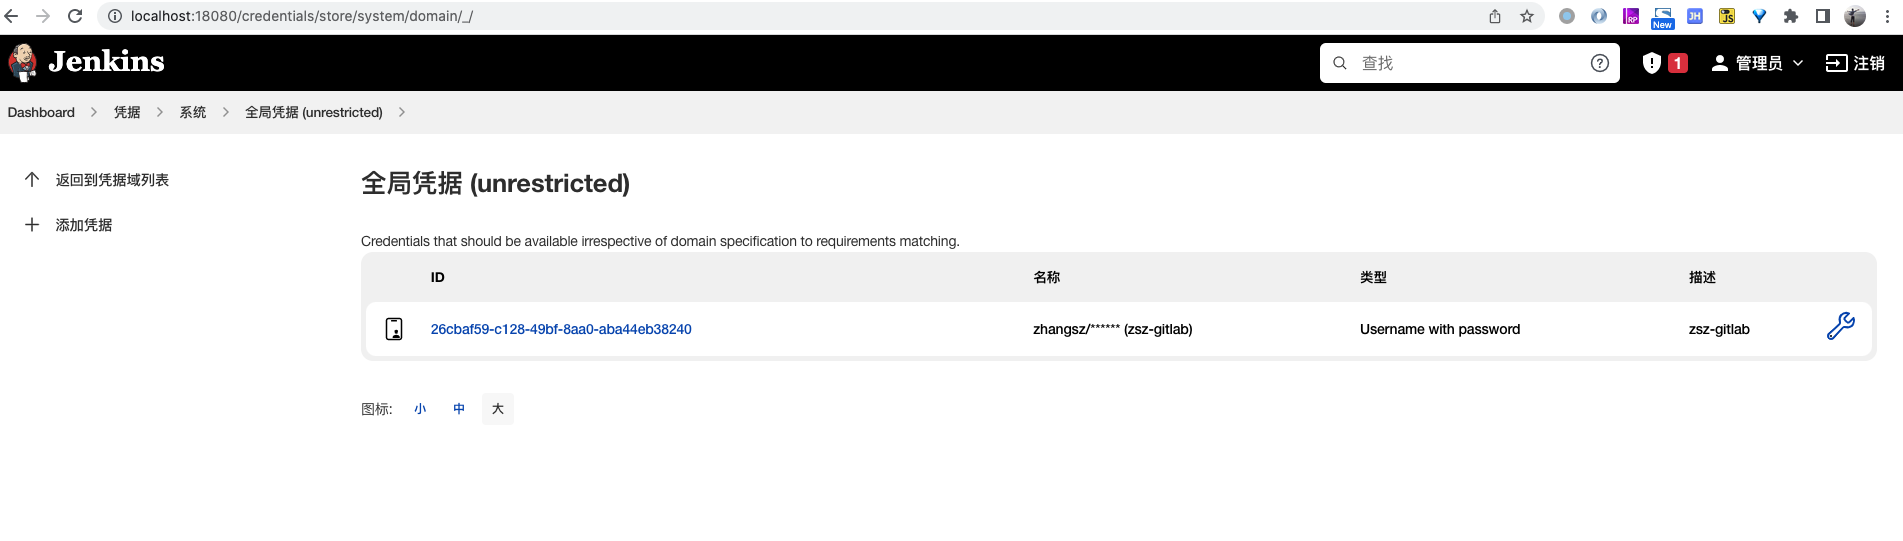 localhost:18080/credentials/store/system/domain/_/
RP
New
JH
JS
Jenkins
查找
1
管理员
注销
Dashboard
凭据
系统
全局凭据 (unrestricted)
返回到凭据域列表
添加凭据
全局凭据 (unrestricted)
Credentials that should be available irrespective of domain specification to requirements matching.
ID 名称 类型 描述
26cbaf59-c128-49bf-8aa0-aba44eb38240 zhangsz/****** (zsz-gitlab) Username with password zsz-gitlab
图标: 小 中 大